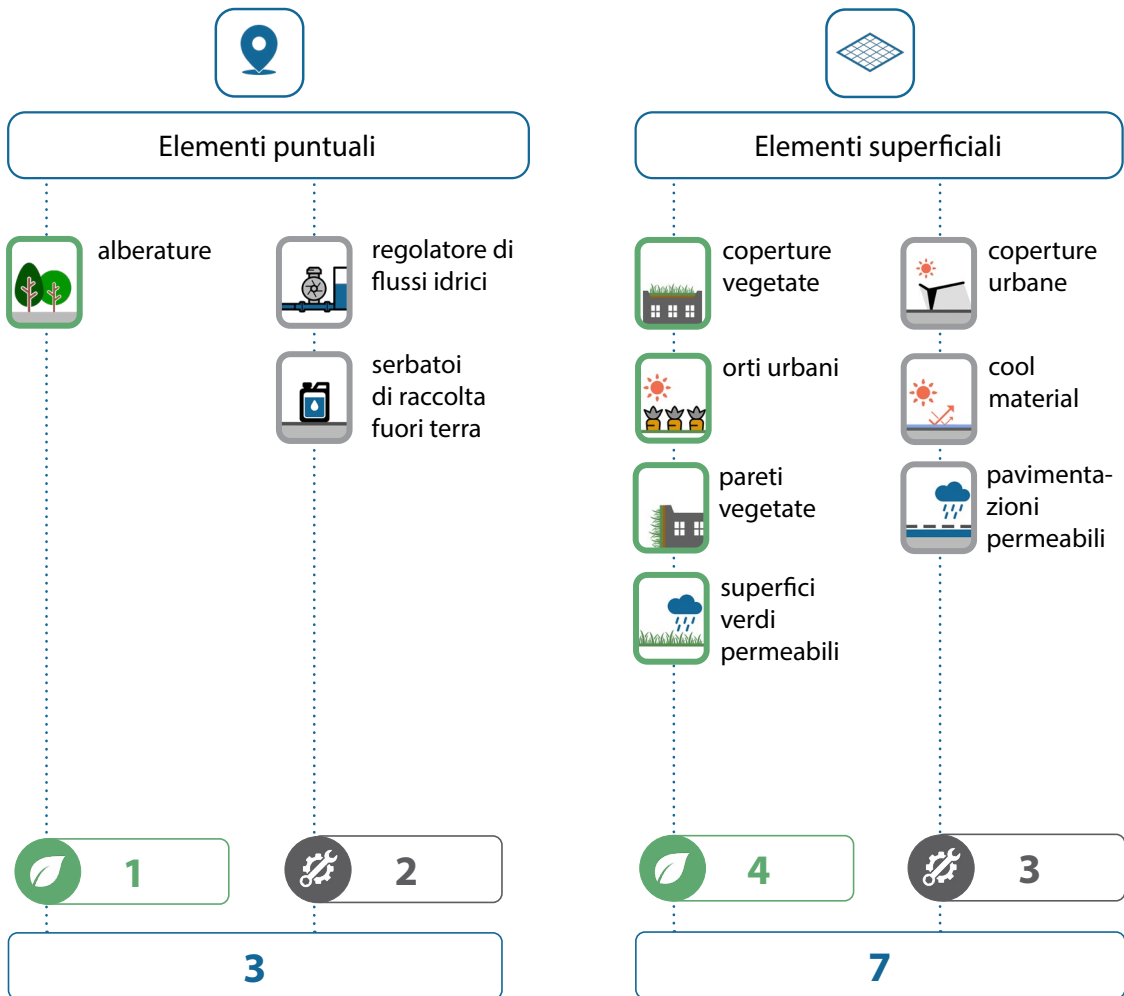 Elementi puntuali
alberature
regolatore di
flussi idrici
serbatoi
di raccolta
fuori terra
1
2
3
Elementi superficiali
coperture
vegetate
orti urbani
pareti
vegetate
superfici
verdi
permeabili
coperture
urbane
cool
material
pavimenta-
zioni
permeabili
4
3
7